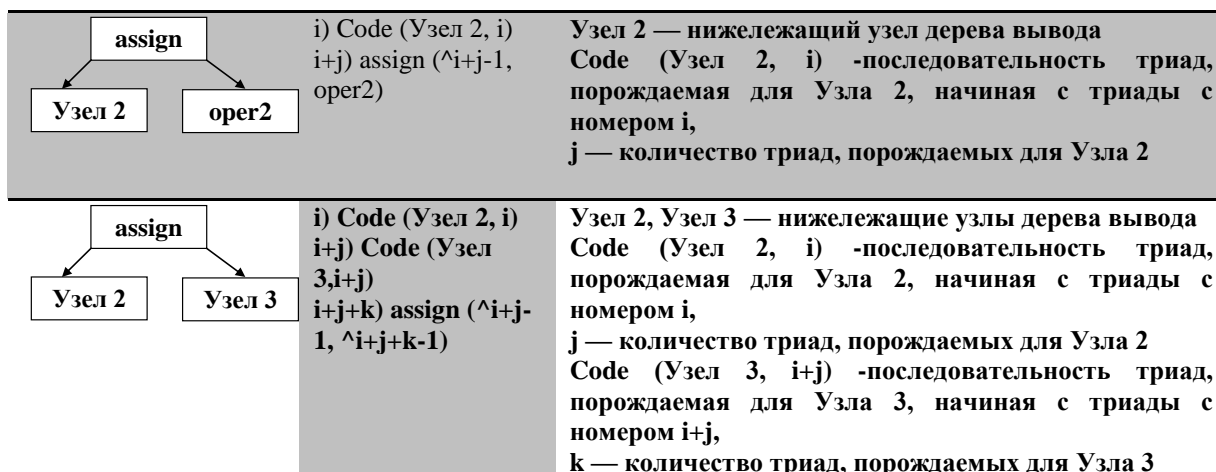 assign
Узел 2
oper2
i) Code (Узел 2, i)
i+j) assign (^i+j-1,
oper2)
Узел 2 — нижележащий узел дерева вывода
Code (Узел 2, i) -последовательность триад,
порождаемая для Узла 2, начиная с триады с
номером i,
j — количество триад, порождаемых для Узла 2
assign
Узел 2
Узел 3
i) Code (Узел 2, i)
i+j) Code (Узел
3,i+j)
i+j+k) assign (^i+j-
1, ^i+j+k-1)
Узел 2, Узел 3 — нижележащие узлы дерева вывода
Code (Узел 2, i) -последовательность триад,
порождаемая для Узла 2, начиная с триады с
номером i,
j — количество триад, порождаемых для Узла 2
Code (Узел 3, i+j) -последовательность триад,
порождаемая для Узла 3, начиная с триады с
номером i+j,
k — количество триад, порождаемых для Узла 3